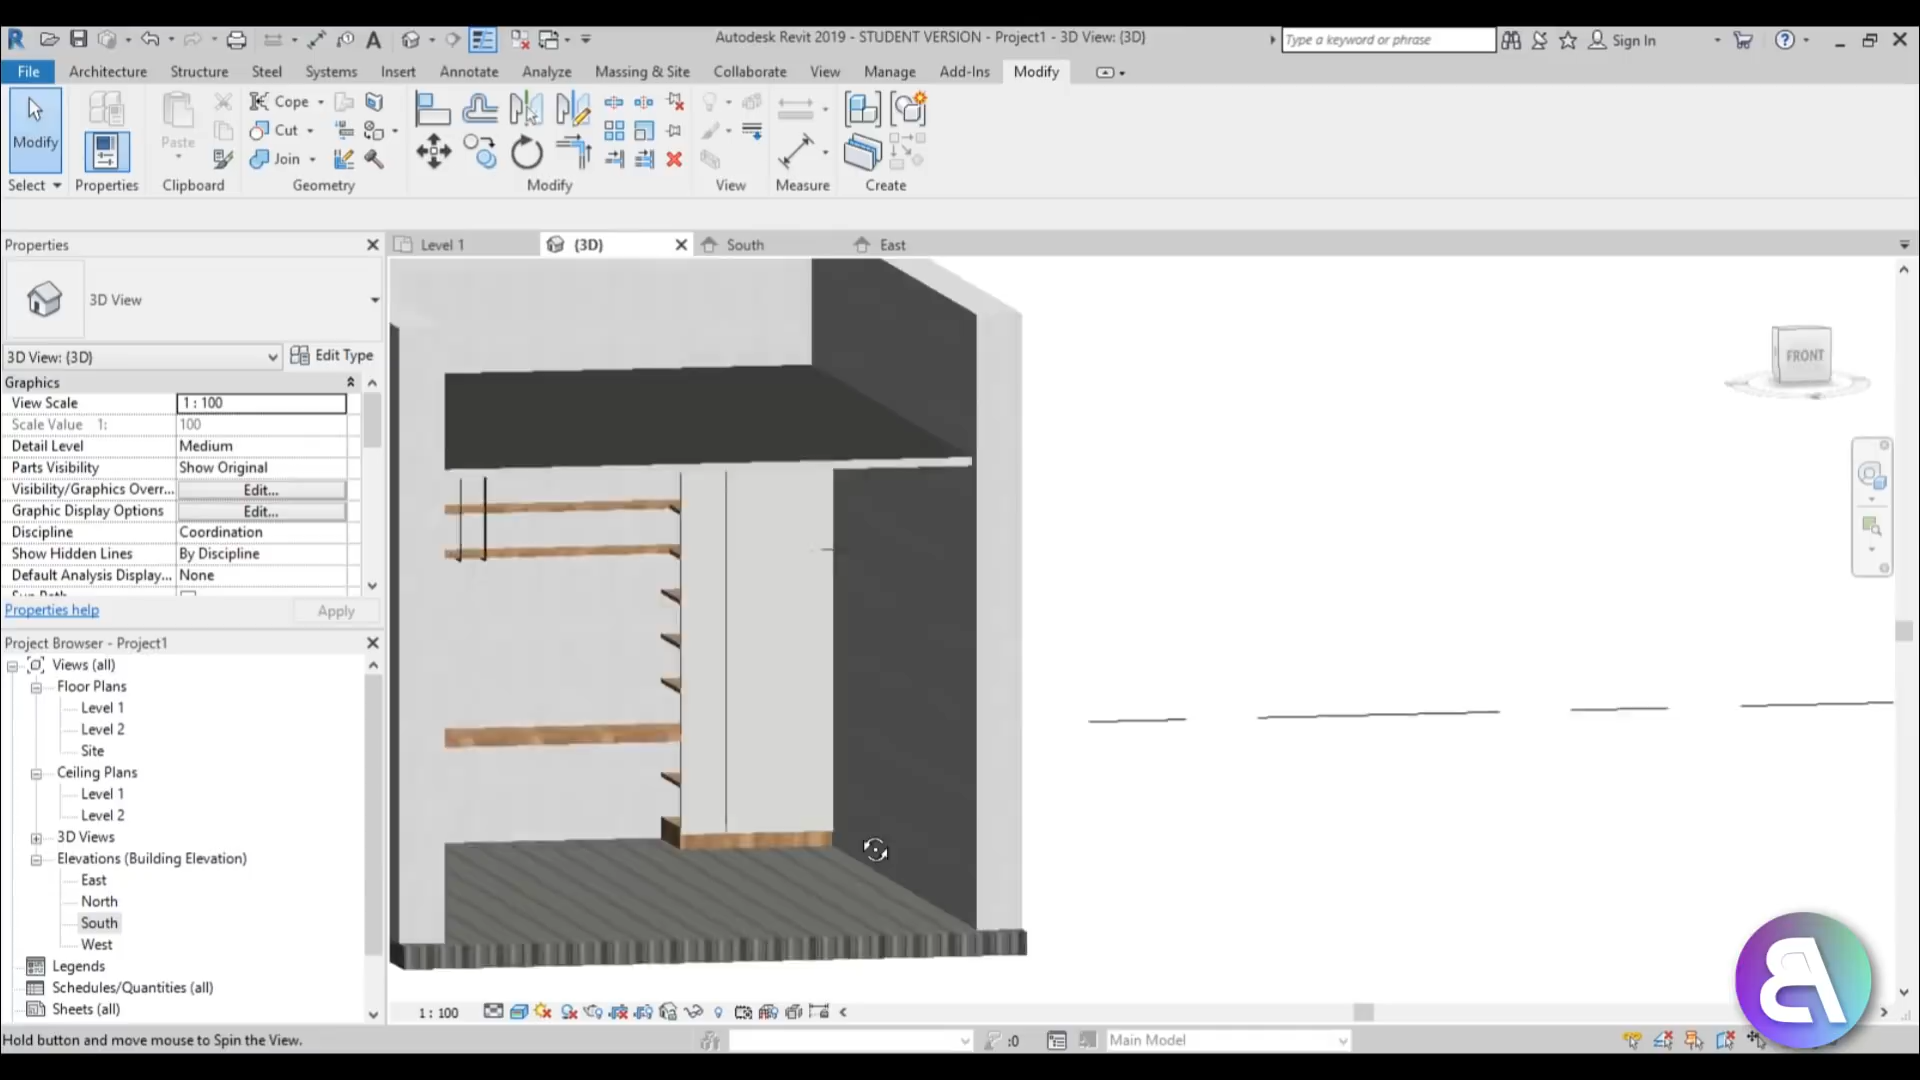 Autodesk Revit 2019 - STUDENT VERSION - Project1 - 3D View: {3D}
Type a keyword or phrase
Sign In
File Architecture Structure Steel Systems Insert Annotate Analyze Massing & Site Collaborate View Manage Add-Ins Modify
Modify
Paste
Cope
Cut
Join
Select Properties Clipboard Geometry Modify View Measure Create
Properties
Level 1 {3D} South East
3D View
3D View: {3D} Edit Type
Graphics
View Scale 1 : 100
Scale Value 1: 100
Detail Level Medium
Parts Visibility Show Original
Visibility/Graphics Overr... Edit...
Graphic Display Options Edit...
Discipline Coordination
Show Hidden Lines By Discipline
Default Analysis Display... None
Properties help Apply
Project Browser - Project1
Views (all)
Floor Plans
Level 1
Level 2
Site
Ceiling Plans
Level 1
Level 2
3D Views
Elevations (Building Elevation)
East
North
South
West
Legends
Schedules/Quantities (all)
Sheets (all)
FRONT
1 : 100
Hold button and move mouse to Spin the View.
:0
Main Model